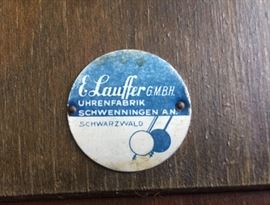 E. Lauffer G.M.B.H.
UHRENFABRIK
SCHWENNINGEN A.N.
SCHWARZWALD